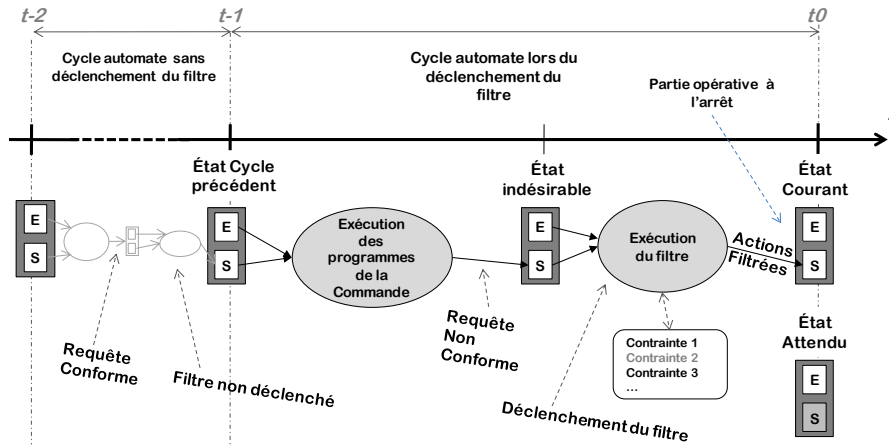 t-2
t-1
t0
Cycle automate sans
déclenchement du filtre
Cycle automate lors du
déclenchement du
filtre
Partie opérative à
l'arrêt
État Cycle
précédent
État
indésirable
État
Courant
E
S
E
S
Exécution
des
programmes
de la
Commande
E
S
Exécution
du filtre
Actions
Filtrées
E
S
Requête
Conforme
Filtre non déclenché
Requête
Non
Conforme
Déclenchement du filtre
Contrainte 1
Contrainte 2
Contrainte 3
...
État
Attendu
E
S